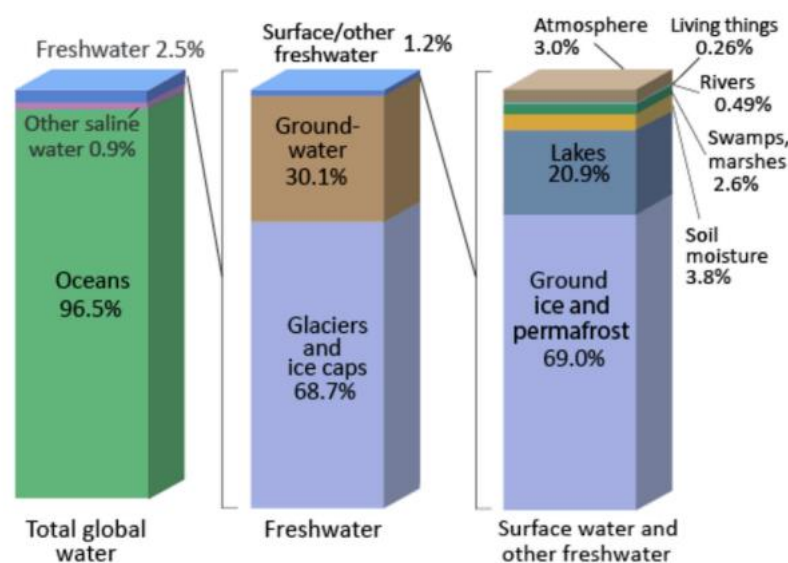 Freshwater 2.5%
Other saline
water 0.9%
Oceans
96.5%
Total global
water
Surface/other
freshwater 1.2%
Ground-
water
30.1%
Glaciers
and
ice caps
68.7%
Freshwater
Atmosphere
3.0%
Living things
0.26%
Rivers
0.49%
Swamps,
marshes
2.6%
Soil
moisture
3.8%
Lakes
20.9%
Ground
ice and
permafrost
69.0%
Surface water and
other freshwater